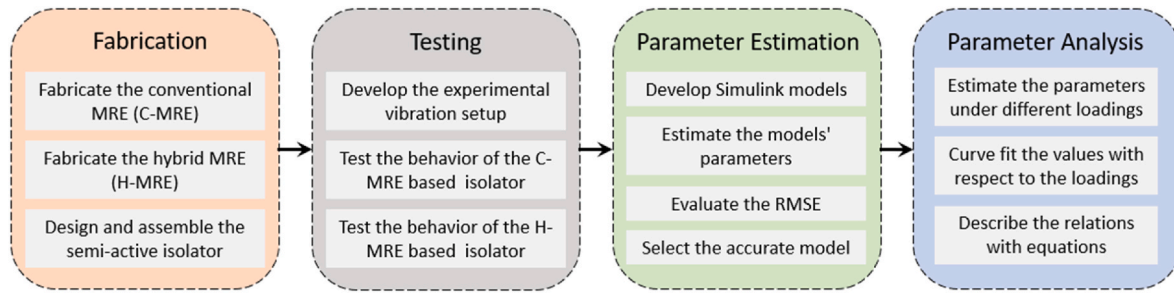 Fabrication
Fabricate the conventional
MRE (C-MRE)
Fabricate the hybrid MRE
(H-MRE)
Design and assemble the
semi-active isolator
Testing
Develop the experimental
vibration setup
Test the behavior of the C-
MRE based isolator
Test the behavior of the H-
MRE based isolator
Parameter Estimation
Develop Simulink models
Estimate the models'
parameters
Evaluate the RMSE
Select the accurate model
Parameter Analysis
Estimate the parameters
under different loadings
Curve fit the values with
respect to the loadings
Describe the relations
with equations